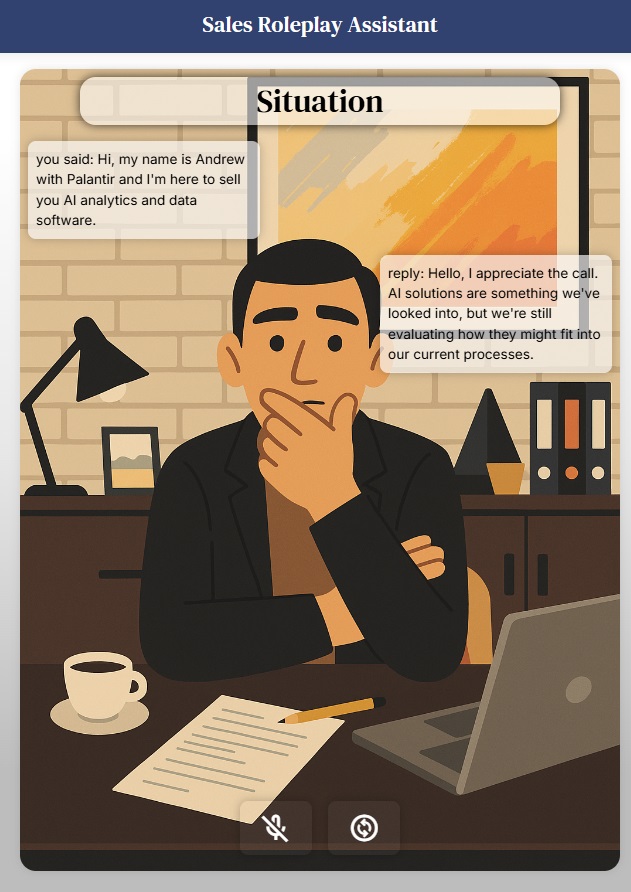 Sales Roleplay Assistant
Situation
you said: Hi, my name is Andrew
with Palantir and I'm here to sell
you AI analytics and data
software.
reply: Hello, I appreciate the call.
AI solutions are something we've
looked into, but we're still
evaluating how they might fit into
our current processes.